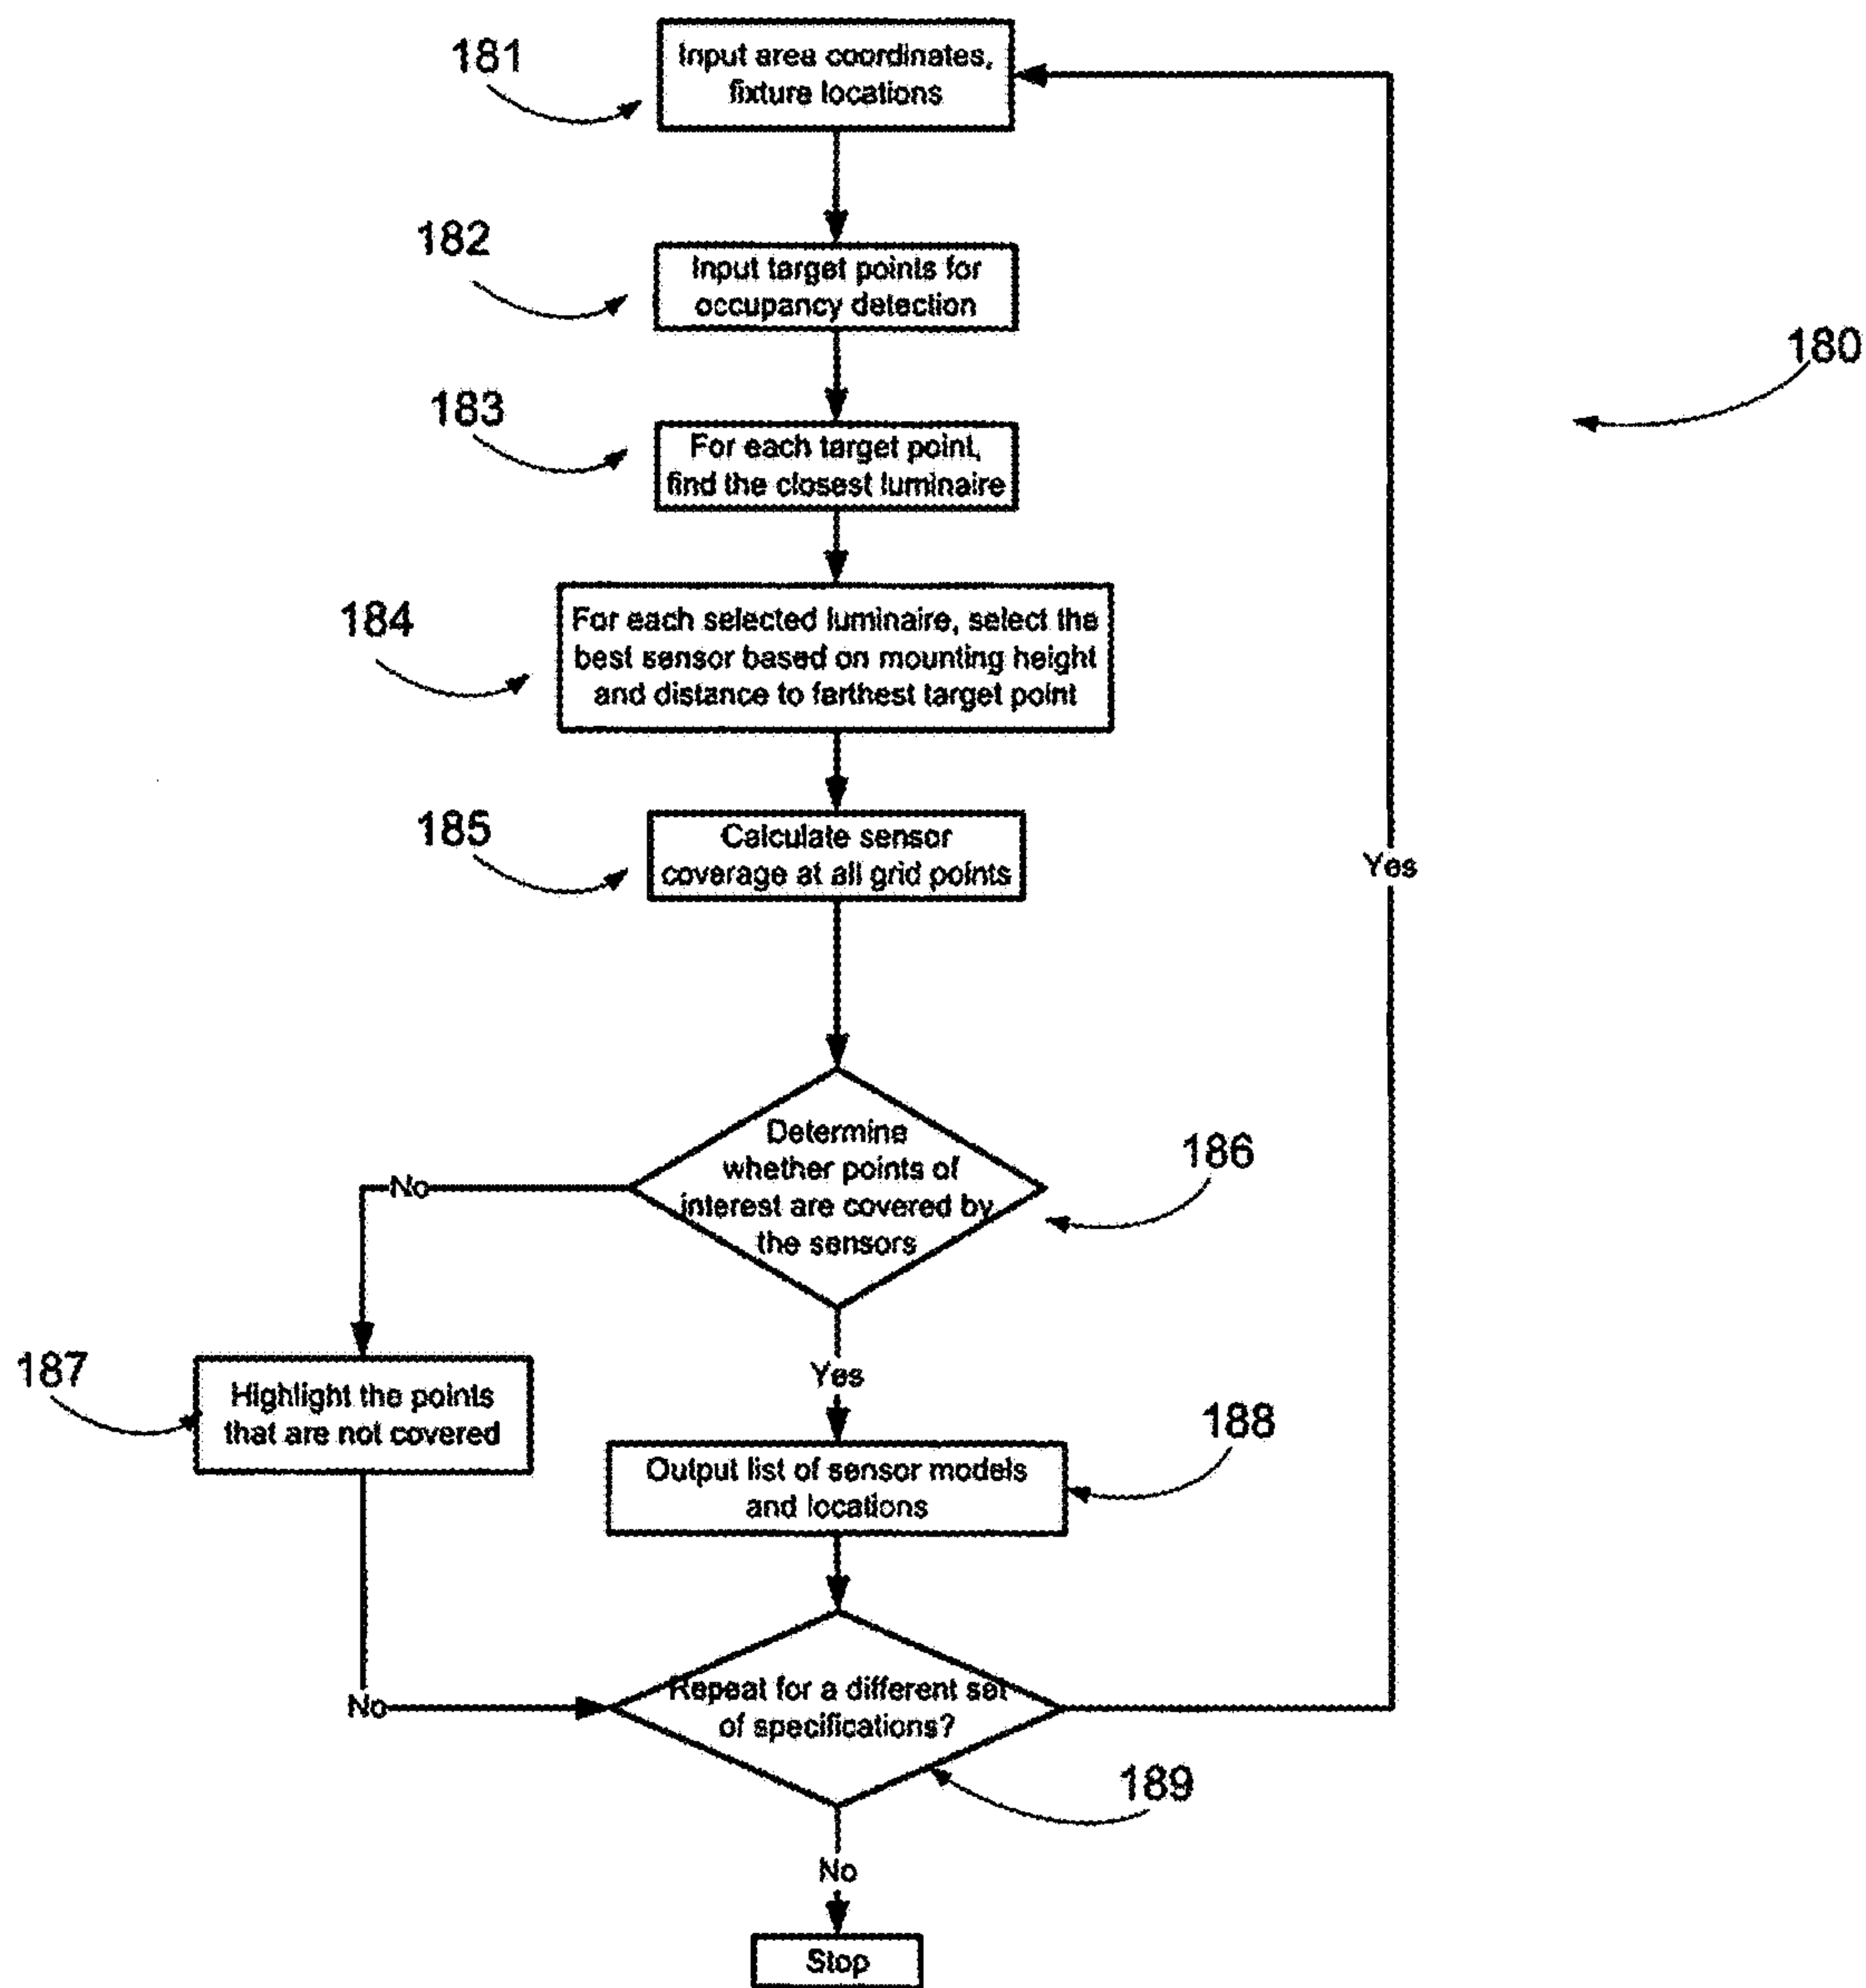 181
Input area coordinates,
fixture locations
182
Input target points for
occupancy detection
180
183
For each target point,
find the closest luminaire
184
For each selected luminaire, select the
best sensor based on mounting height
and distance to farthest target point
185
Calculate sensor
coverage at all grid points
Yes
Determine
whether points of
interest are covered by
the sensors
186
No
187
Highlight the points
that are not covered
Yes
188
Output list of sensor models
and locations
No
Repeat for a different set
of specifications?
189
No
Stop